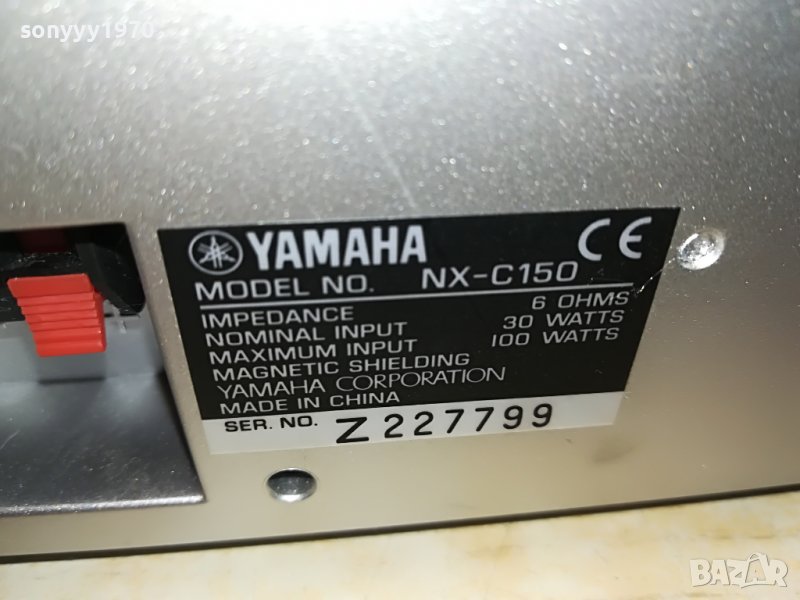 sonyyy1970
YAMAHA CE
MODEL NO. NX-C150
IMPEDANCE 6 OHMS
NOMINAL INPUT 30 WATTS
MAXIMUM INPUT 100 WATTS
MAGNETIC SHIELDING
YAMAHA CORPORATION
MADE IN CHINA
SER. NO. Z 227799
BAZAR